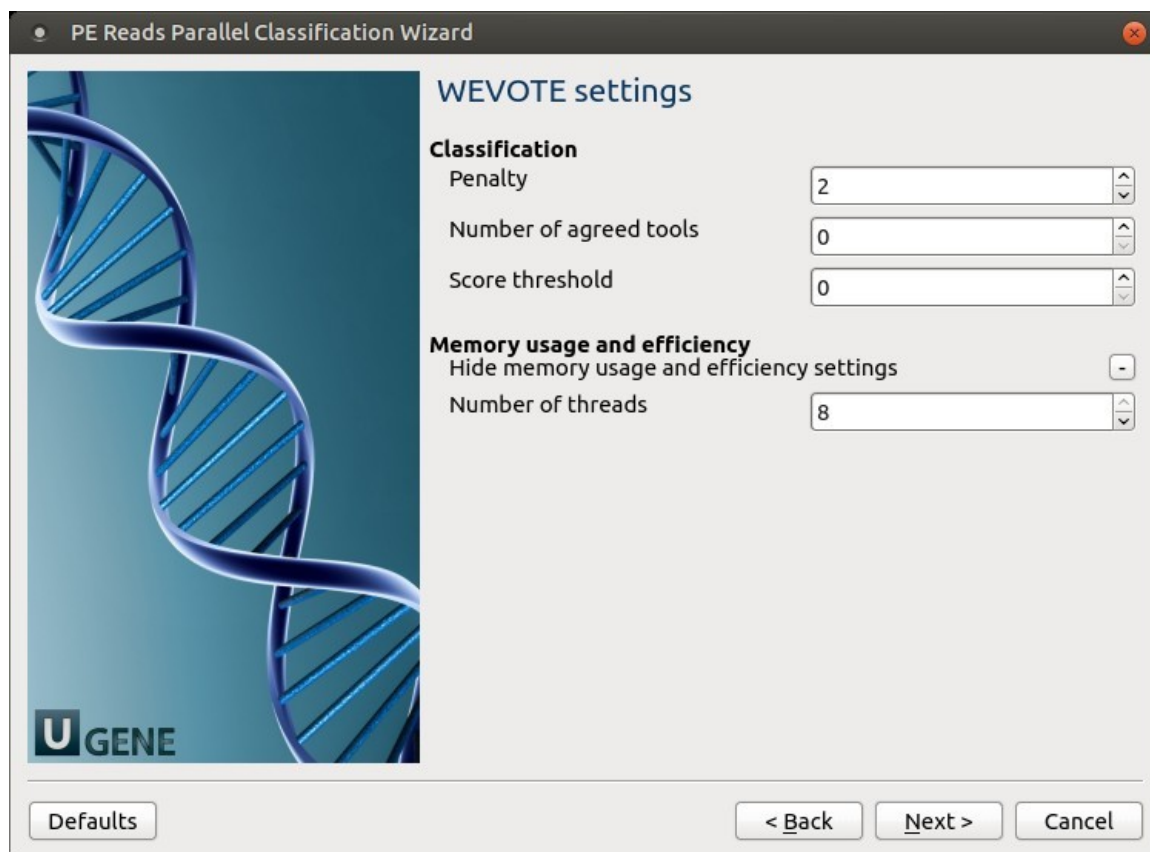 PE Reads Parallel Classification Wizard
WEVOTE settings
Classification
Penalty 2
Number of agreed tools 0
Score threshold 0
Memory usage and efficiency
Hide memory usage and efficiency settings -
Number of threads 8
U GENE
Defaults < Back Next > Cancel